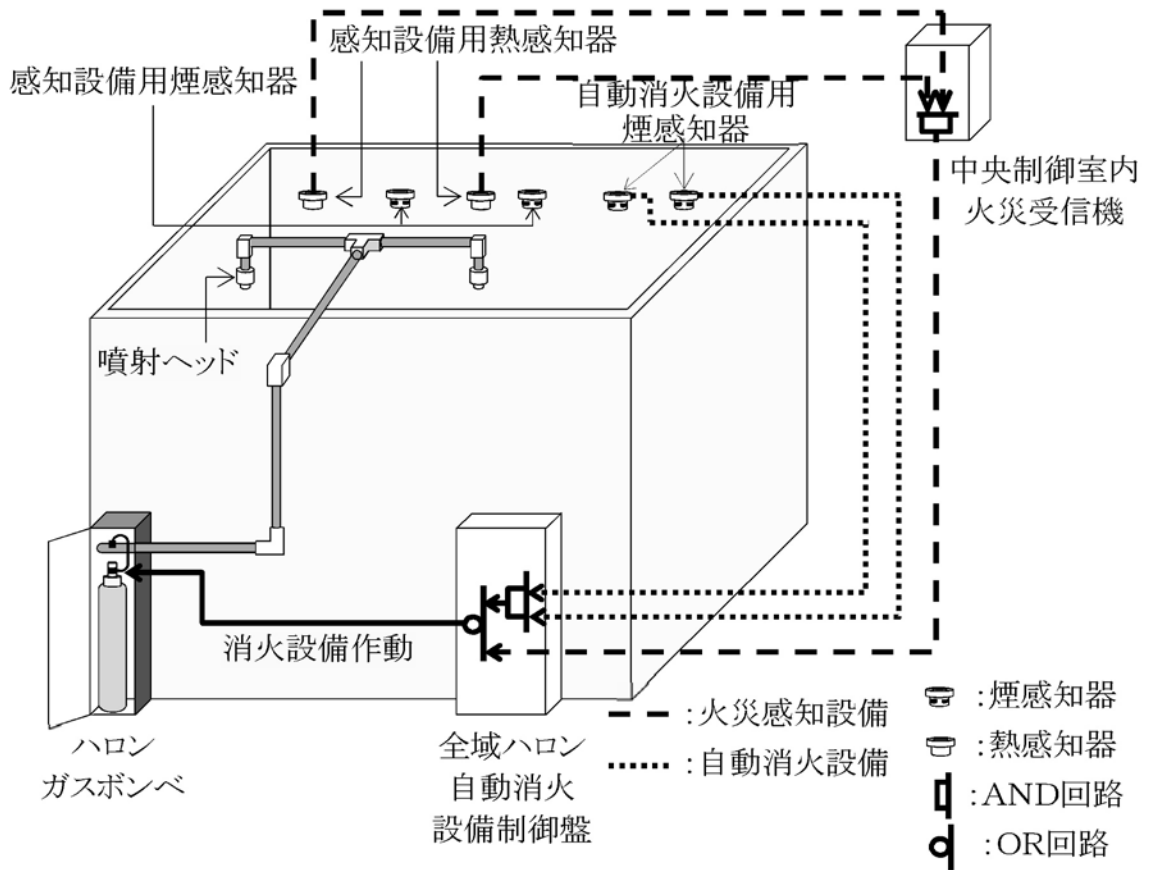 感知設備用熱感知器
感知設備用煙感知器
自動消火設備用
煙感知器
中央制御室内
火災受信機
噴射ヘッド
消火設備作動
ハロン
ガスボンベ
全域ハロン
自動消火
設備制御盤
:火災感知設備
:自動消火設備
:煙感知器
:熱感知器
:AND回路
:OR回路